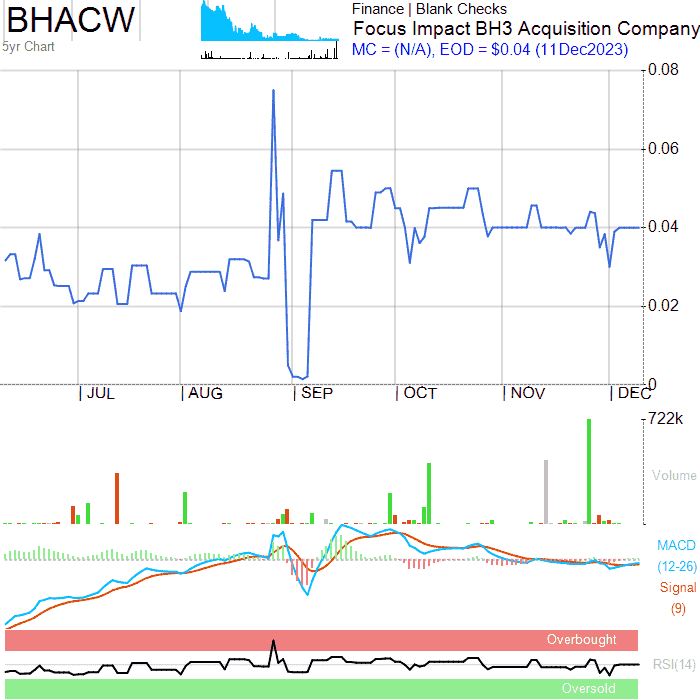 BHACW
5yr Chart
Finance | Blank Checks
Focus Impact BH3 Acquisition Company
MC = (N/A), EOD = $0.04 (11Dec2023)
0.08
0.06
0.04
0.02
0
JUL
AUG
SEP
OCT
NOV
DEC
722k
Volume
MACD
(12-26)
Signal
(9)
Overbought
RSI(14)
Oversold